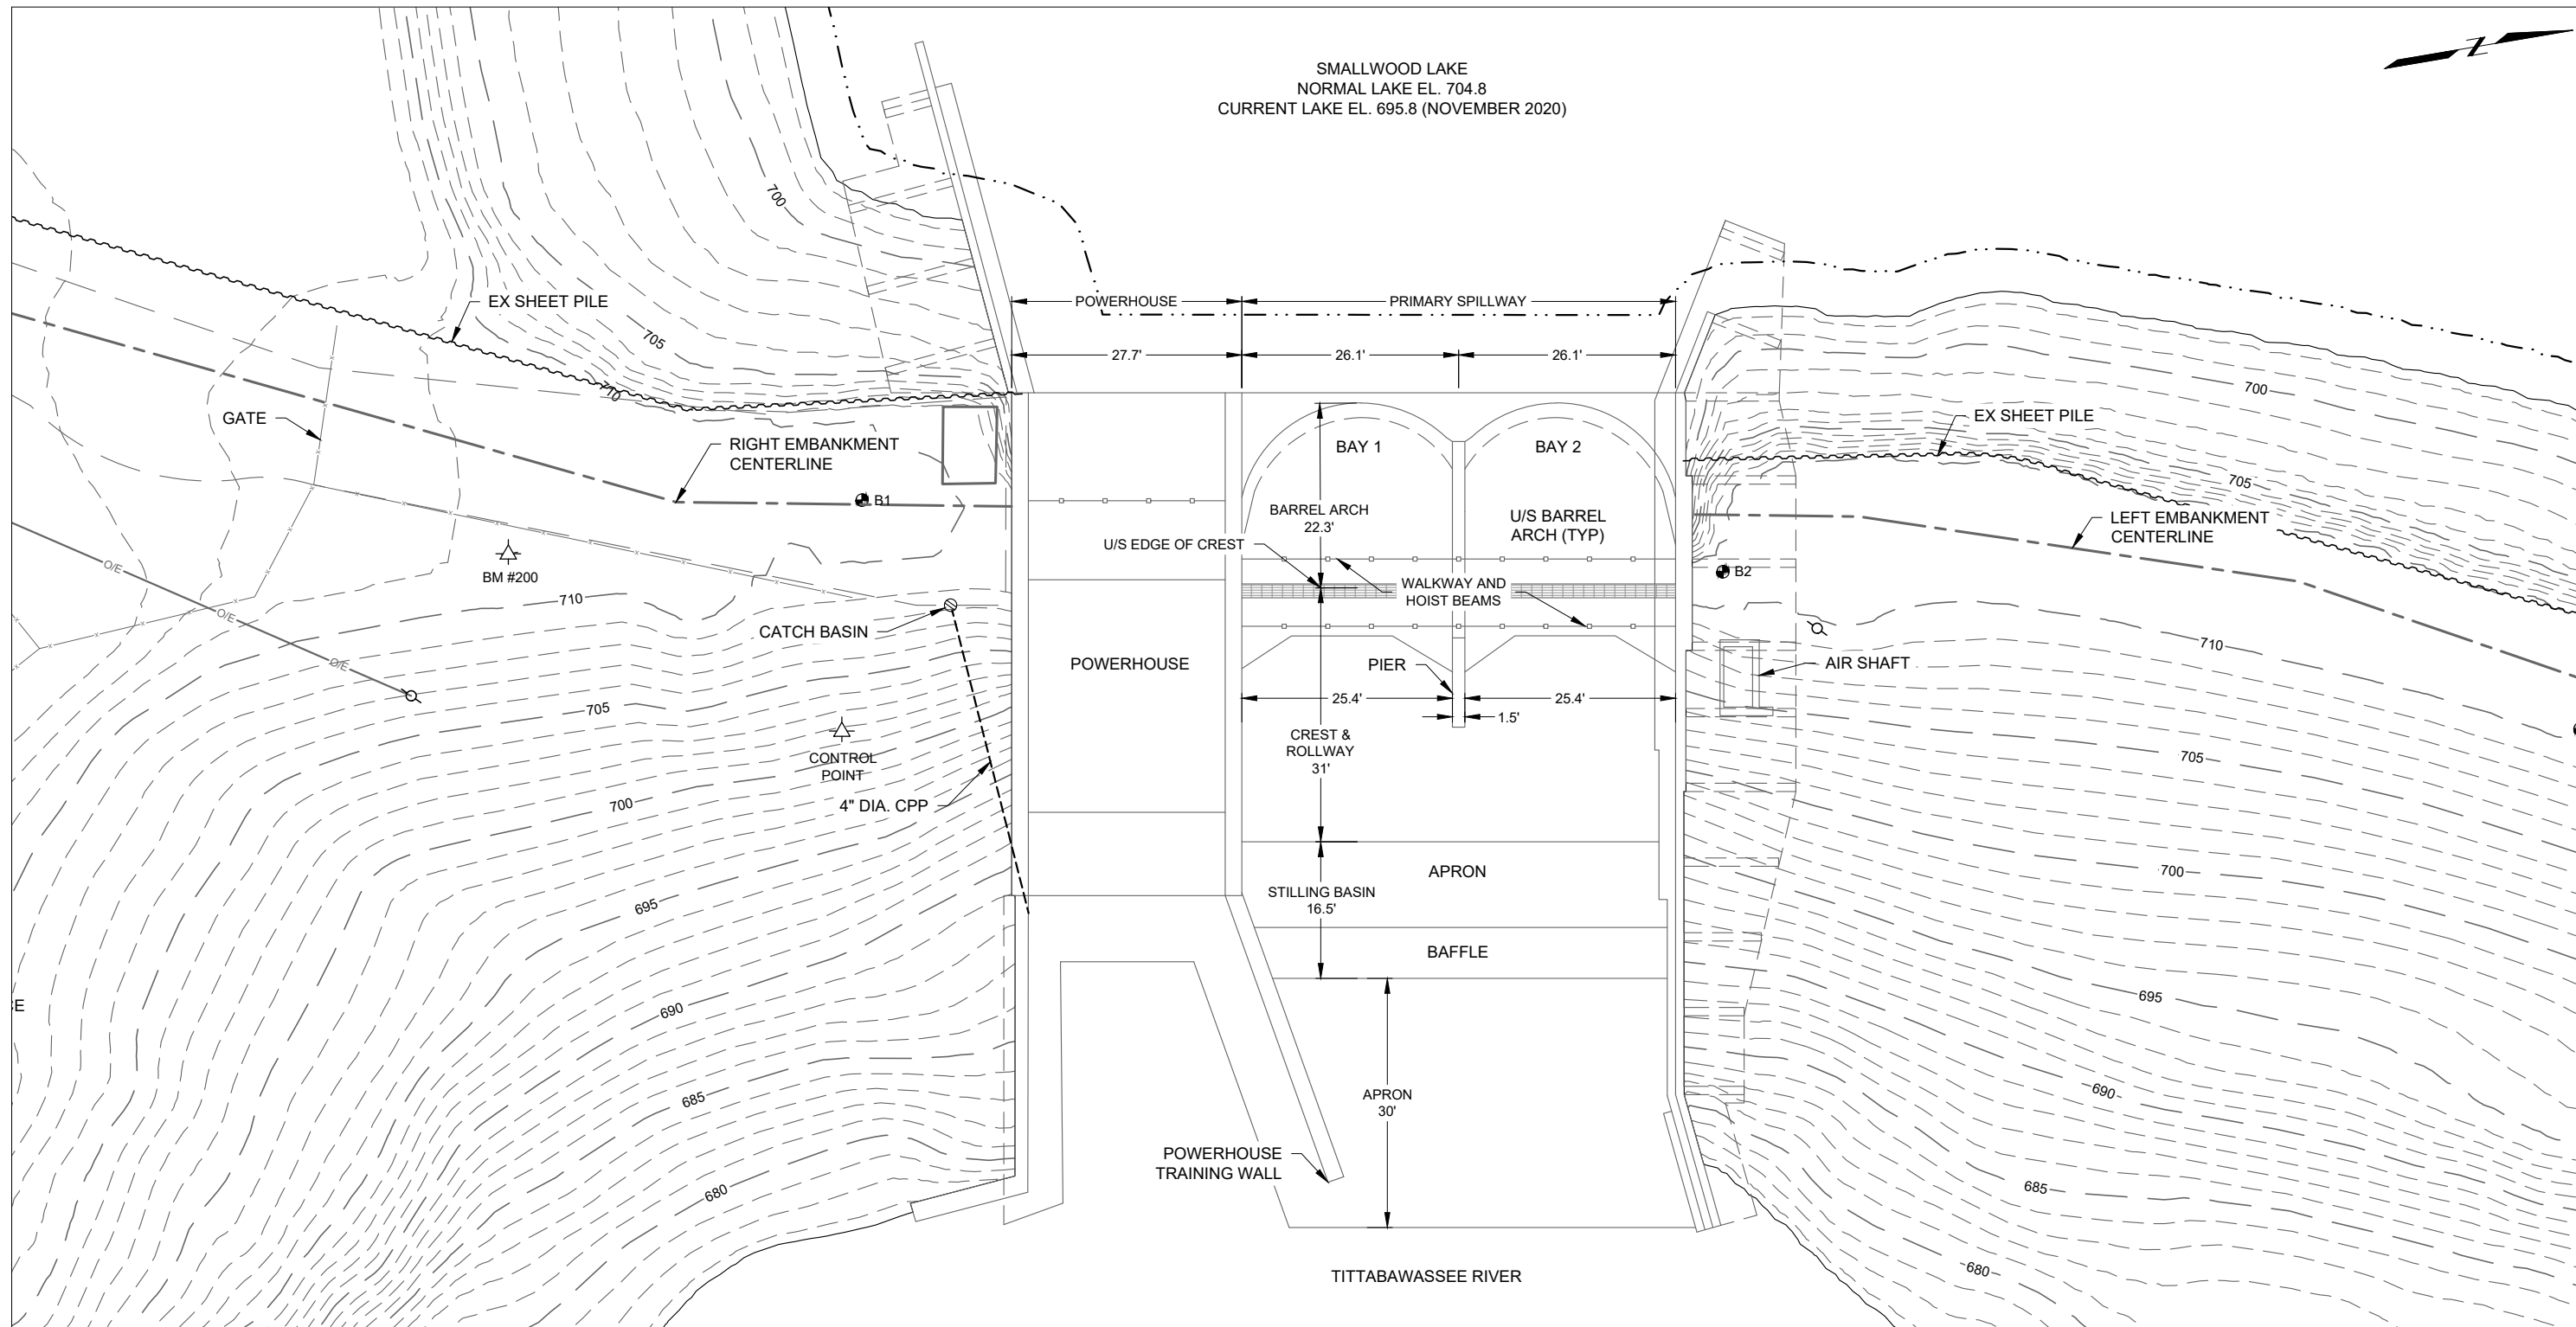 Z
SMALLWOOD LAKE
NORMAL LAKE EL. 704.8
CURRENT LAKE EL. 695.8 (NOVEMBER 2020)
700
EX SHEET PILE
POWERHOUSE
PRIMARY SPILLWAY
705
27.7'
26.1'
26.1'
700
710
GATE
EX SHEET PILE
RIGHT EMBANKMENT
CENTERLINE
BAY 1
BAY 2
705
B1
BARREL ARCH
22.3'
U/S BARREL
ARCH (TYP)
LEFT EMBANKMENT
CENTERLINE
U/S EDGE OF CREST
O/E
BM #200
B2
WALKWAY AND
HOIST BEAMS
710
O/E
CATCH BASIN
710
O/E
POWERHOUSE
PIER
AIR SHAFT
705
25.4'
25.4'
1.5'
CREST &
ROLLWAY
31'
CONTROL
POINT
705
700
4" DIA. CPP
APRON
700
STILLING BASIN
16.5'
695
BAFFLE
695
CE
690
690
APRON
30'
685
POWERHOUSE
TRAINING WALL
685
680
680
TITTABAWASSEE RIVER